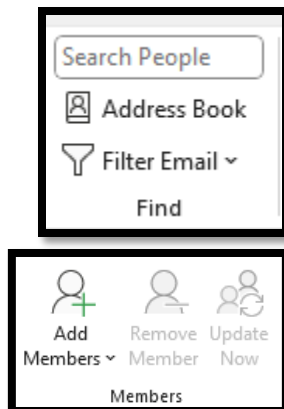 Search People
Address Book
Filter Email
Find
Add Remove Update
Members Member Now
Members